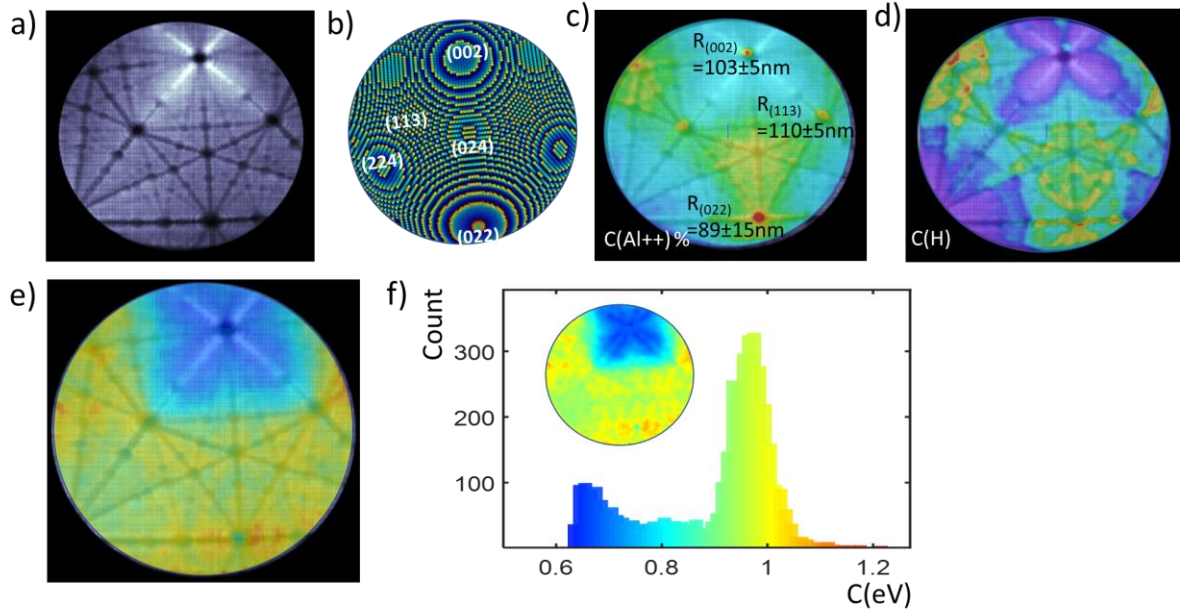 a)
b)
(002)
(113)
(024)
(224)
(022)
c)
R(002)
=103±5nm
R(113)
=110±5nm
R(022)
=89±15nm
C(Al++) %
d)
C(H)
e)
f)
Count
300
200
100
0.6
0.8
1
1.2
C(eV)